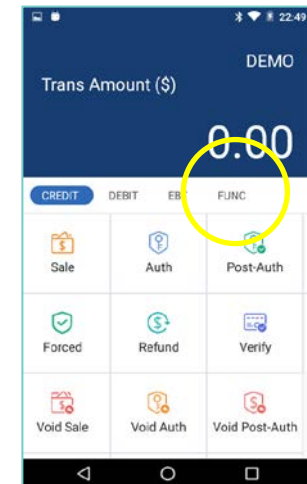 22:49
DEMO
Trans Amount ($)
0.00
CREDIT DEBIT EB FUNC
Sale Auth Post-Auth
Forced Refund Verify
Void Sale Void Auth Void Post-Auth